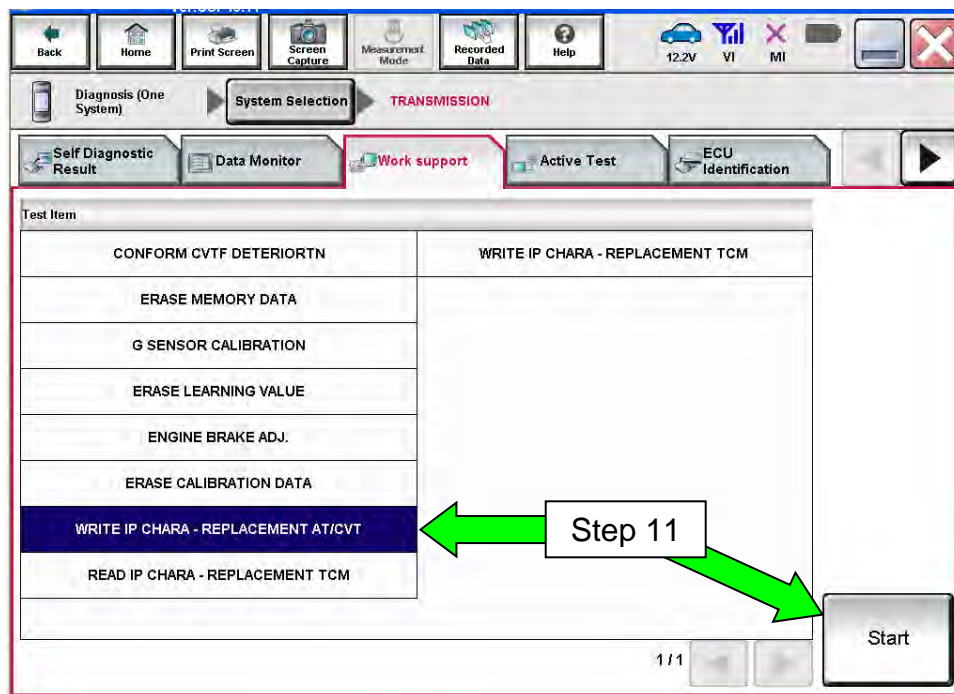 Back
Home
Print Screen
Screen
Capture
Measurement
Mode
Recorded
Data
Help
12.2V
VI
MI
Diagnosis (One
System)
System Selection
TRANSMISSION
Self Diagnostic
Result
Data Monitor
Work support
Active Test
ECU
Identification
Test Item
CONFORM CVTF DETERIORTN
WRITE IP CHARA - REPLACEMENT TCM
ERASE MEMORY DATA
G SENSOR CALIBRATION
ERASE LEARNING VALUE
ENGINE BRAKE ADJ.
ERASE CALIBRATION DATA
WRITE IP CHARA - REPLACEMENT AT/CVT
Step 11
READ IP CHARA - REPLACEMENT TCM
Start
1/1